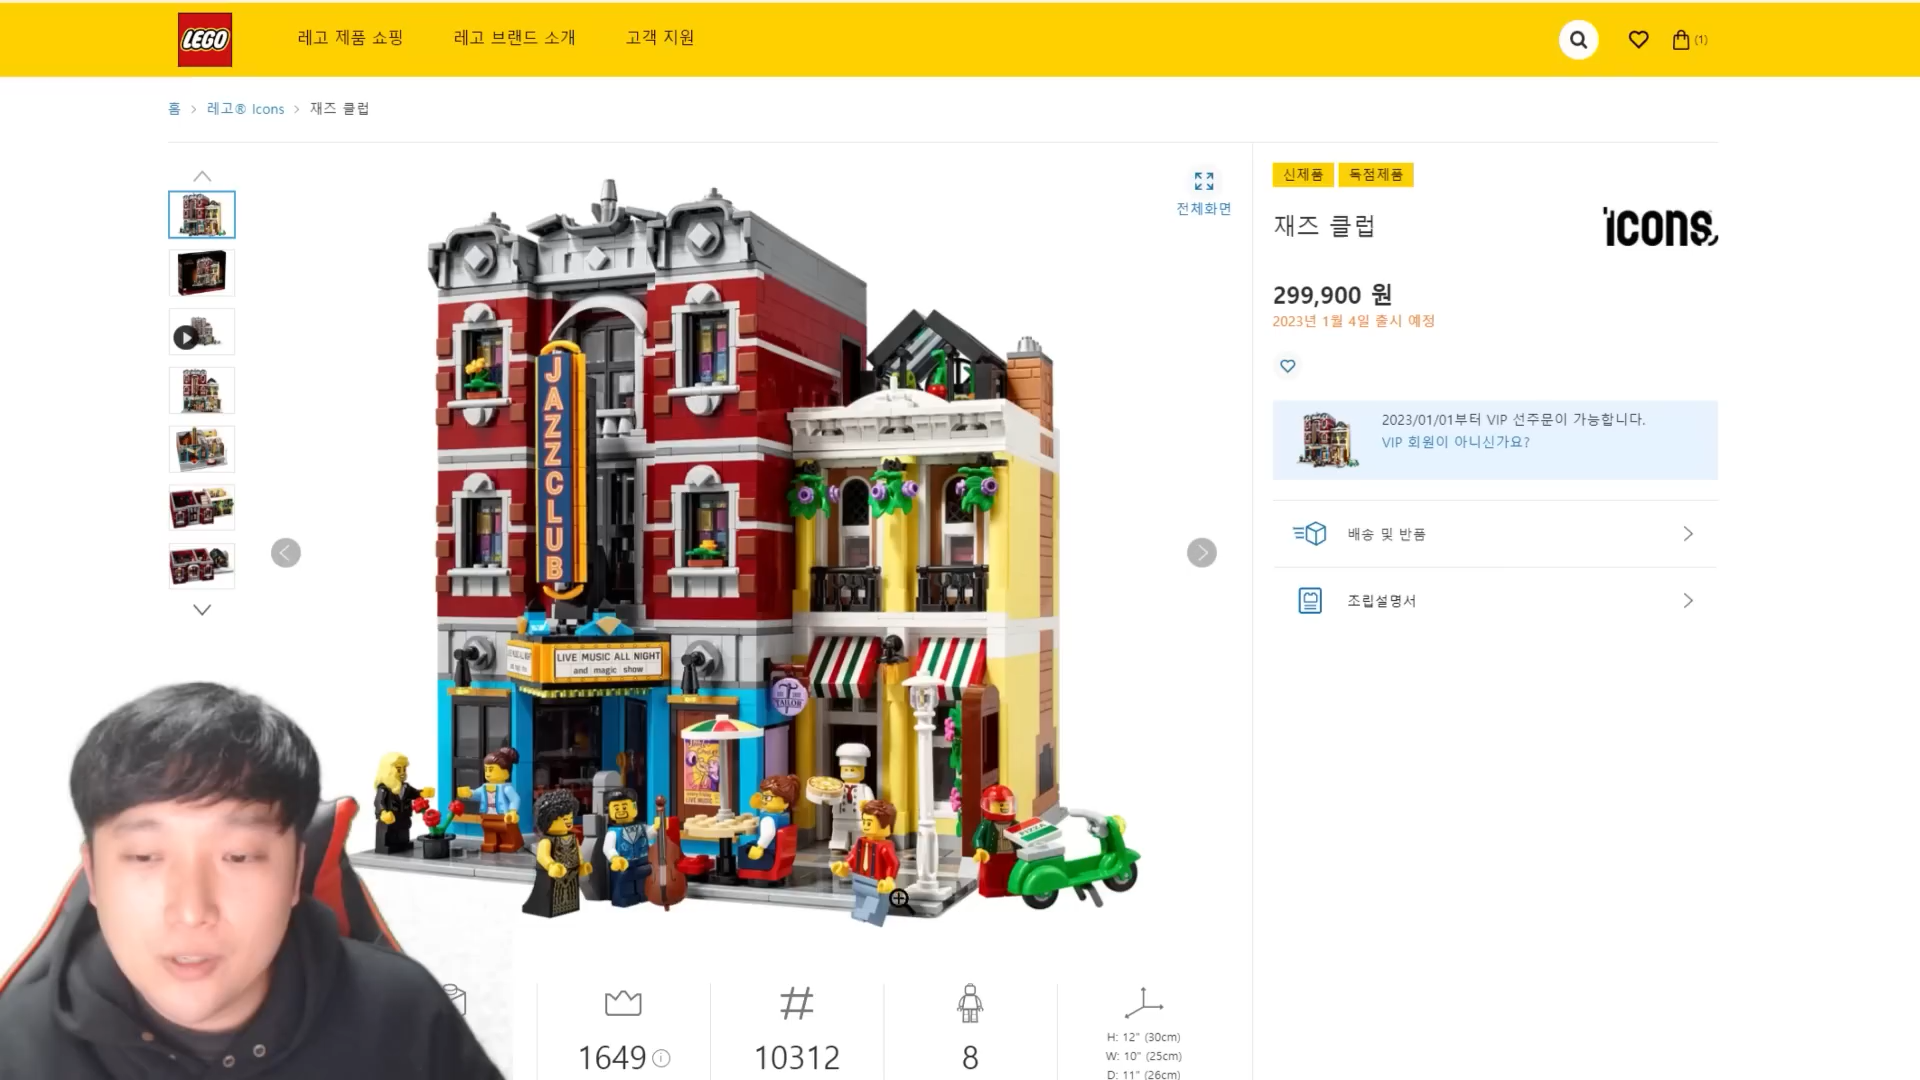 LEGO
레고 제품 쇼핑
레고 브랜드 소개
고객 지원
(1)
홈 > 레고® Icons > 재즈 클럽
전체화면
신제품
독점제품
재즈 클럽
icons
299,900 원
2023년 1월 4일 출시 예정
2023/01/01부터 VIP 선주문이 가능합니다.
VIP 회원이 아니신가요?
배송 및 반품
조립설명서
JAZZ CLUB
LIVE MUSIC ALL NIGHT
and magic show
TAILOR
LIVE MUSIC
PIZZA
1649
10312
8
H: 12" (30cm)
W: 10" (25cm)
D: 11" (26cm)